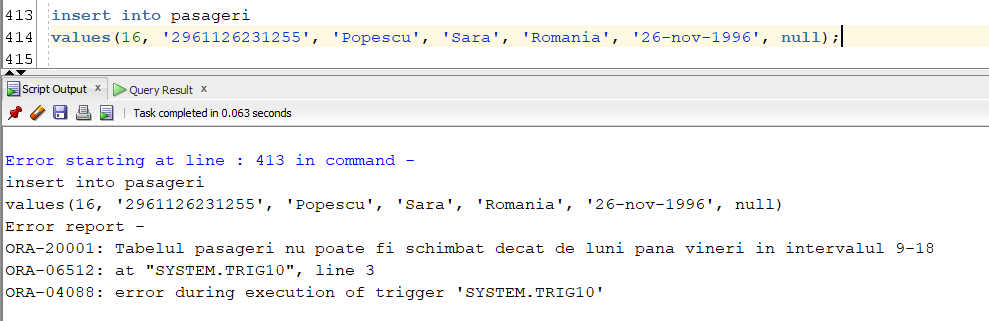 413 insert into pasageri
414 values(16, '2961126231255', 'Popescu', 'Sara', 'Romania', '26-nov-1996', null);
415
Script Output x Query Result x
Task completed in 0.063 seconds
Error starting at line : 413 in command -
insert into pasageri
values(16, '2961126231255', 'Popescu', 'Sara', 'Romania', '26-nov-1996', null)
Error report -
ORA-20001: Tabelul pasageri nu poate fi schimbat decat de luni pana vineri in intervalul 9-18
ORA-06512: at "SYSTEM.TRIG10", line 3
ORA-04088: error during execution of trigger 'SYSTEM.TRIG10'